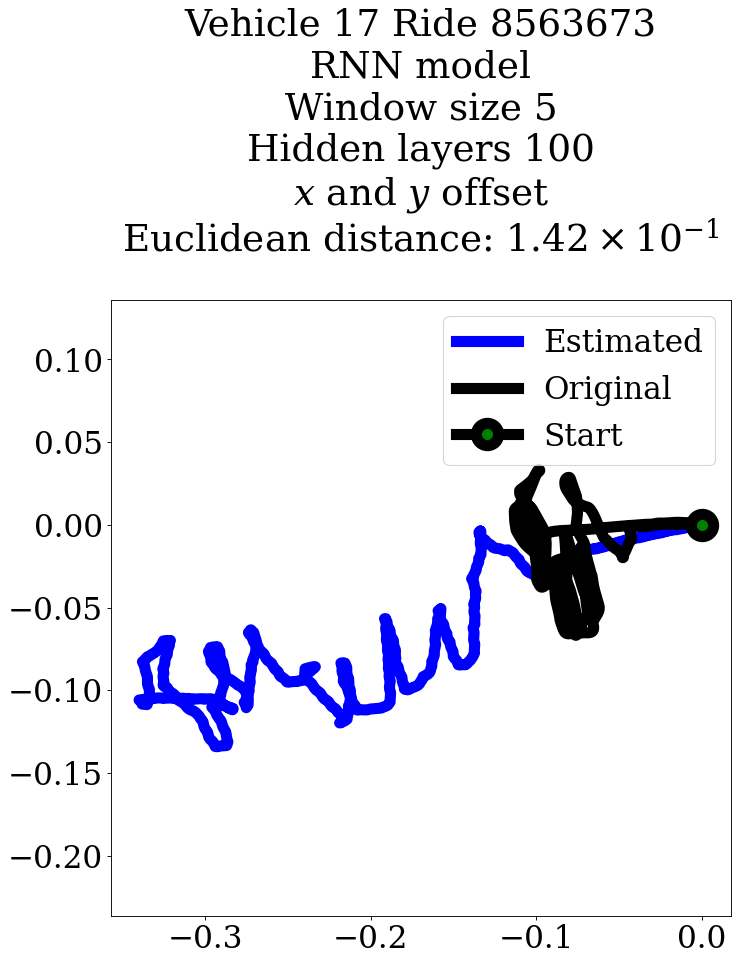 Vehicle 17 Ride 8563673
RNN model
Window size 5
Hidden layers 100
x and y offset
Euclidean distance: 1.42 × 10⁻¹
Estimated
Original
Start
0.10
0.05
0.00
−0.05
−0.10
−0.15
−0.20
−0.3 −0.2 −0.1 0.0